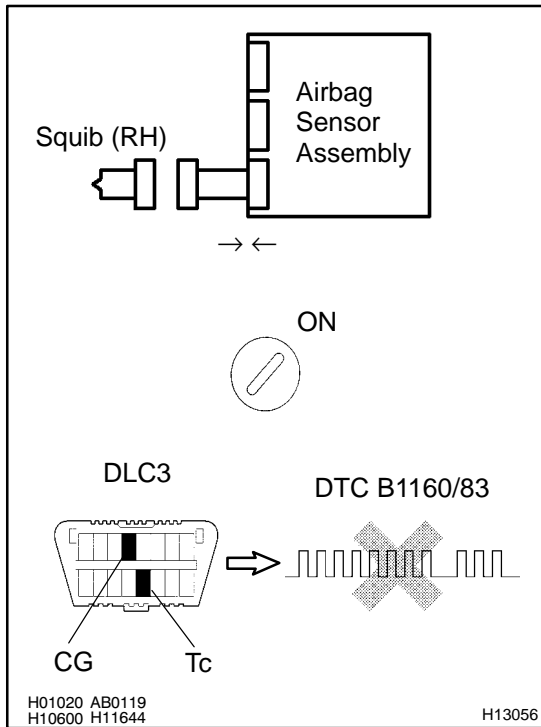 Airbag
Sensor
Assembly
Squib (RH)
ON
DLC3
DTC B1160/83
CG
Tc
H01020 AB0119
H10600 H11644
H13056